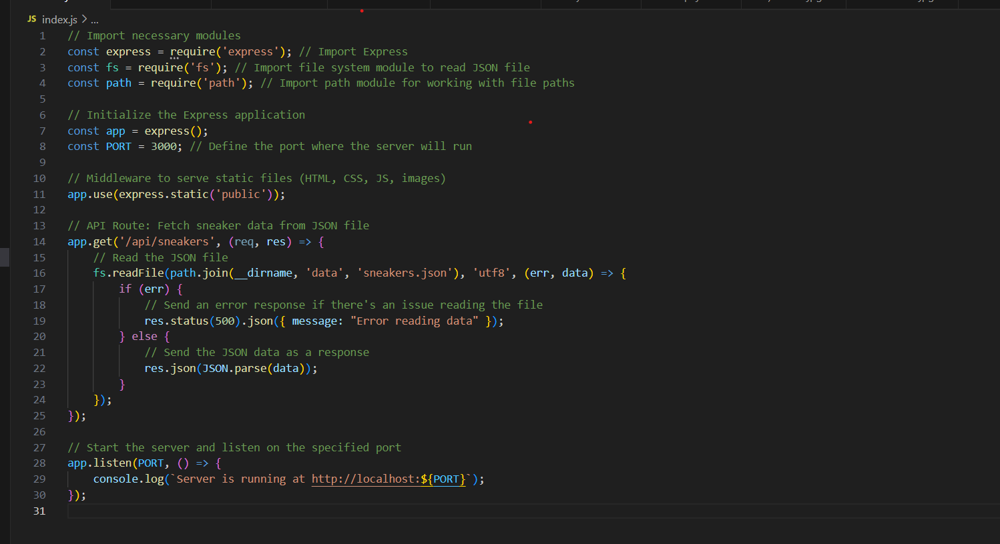 JS index.js > ...
1 // Import necessary modules
2 const express = require('express'); // Import Express
3 const fs = require('fs'); // Import file system module to read JSON file
4 const path = require('path'); // Import path module for working with file paths
5
6 // Initialize the Express application
7 const app = express();
8 const PORT = 3000; // Define the port where the server will run
9
10 // Middleware to serve static files (HTML, CSS, JS, images)
11 app.use(express.static('public'));
12
13 // API Route: Fetch sneaker data from JSON file
14 app.get('/api/sneakers', (req, res) => {
15     // Read the JSON file
16     fs.readFile(path.join(__dirname, 'data', 'sneakers.json'), 'utf8', (err, data) => {
17         if (err) {
18             // Send an error response if there's an issue reading the file
19             res.status(500).json({ message: "Error reading data" });
20         } else {
21             // Send the JSON data as a response
22             res.json(JSON.parse(data));
23         }
24     });
25 });
26
27 // Start the server and listen on the specified port
28 app.listen(PORT, () => {
29     console.log(`Server is running at http://localhost:${PORT}`);
30 });
31